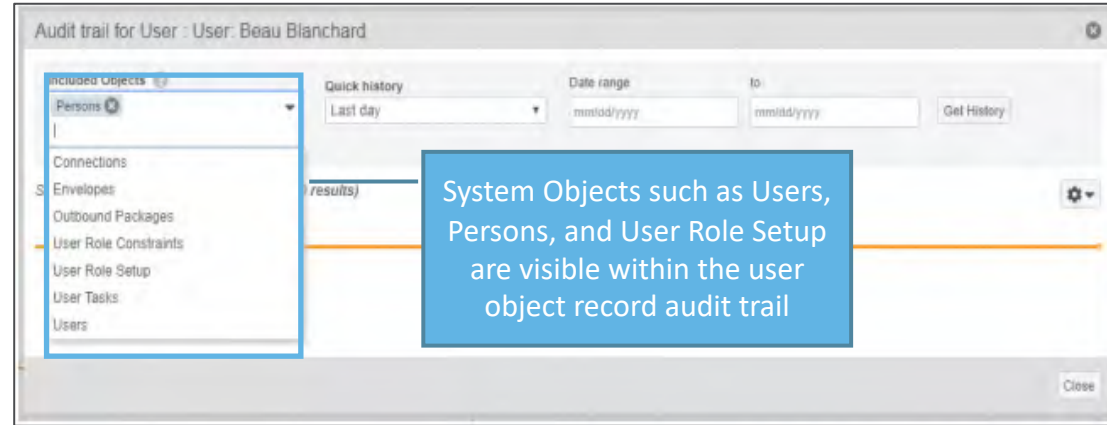 Audit trail for User : User: Beau Blanchard
Included Objects
Quick history
Date range
to
Persons
Last day
mm/dd/yyyy
mm/dd/yyyy
Get History
Connections
Envelopes
results)
Outbound Packages
User Role Constraints
User Role Setup
User Tasks
Users
System Objects such as Users,
Persons, and User Role Setup
are visible within the user
object record audit trail
Close